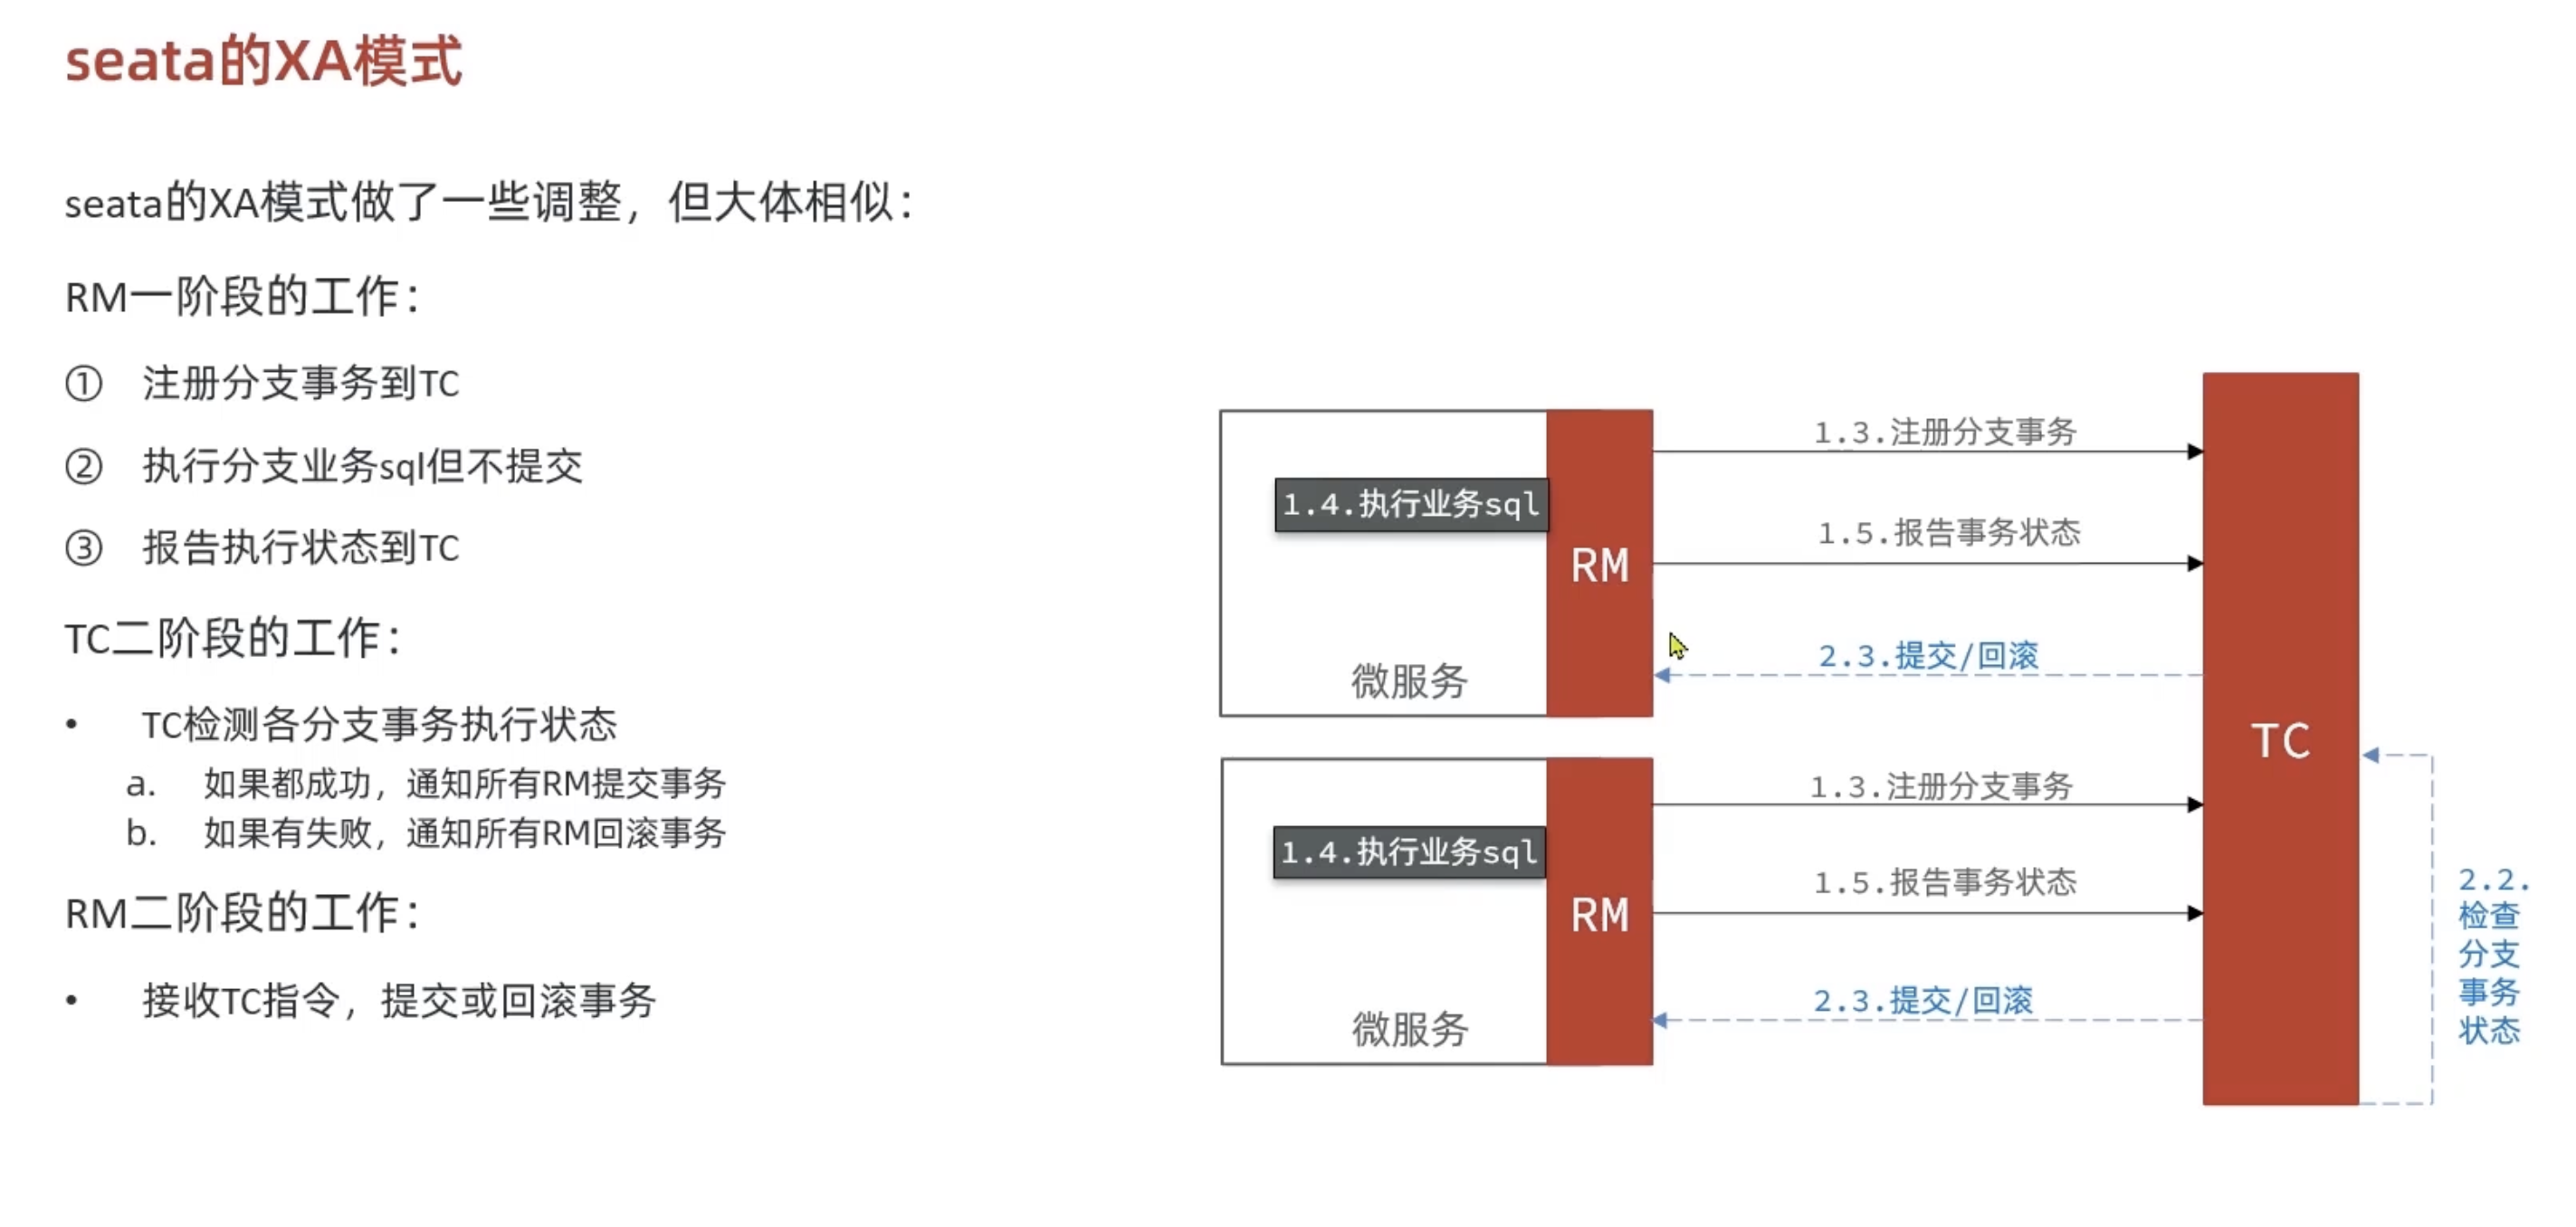 seata的XA模式
seata的XA模式做了一些调整，但大体相似：
RM一阶段的工作：
① 注册分支事务到TC
② 执行分支业务sql但不提交
③ 报告执行状态到TC
TC二阶段的工作：
• TC检测各分支事务执行状态
a. 如果都成功，通知所有RM提交事务
b. 如果有失败，通知所有RM回滚事务
RM二阶段的工作：
• 接收TC指令，提交或回滚事务
1.3.注册分支事务
1.4.执行业务sql
1.5.报告事务状态
RM
2.3.提交/回滚
微服务
1.3.注册分支事务
1.4.执行业务sql
1.5.报告事务状态
RM
2.3.提交/回滚
微服务
TC
2.2.
检查
分支
事务
状态